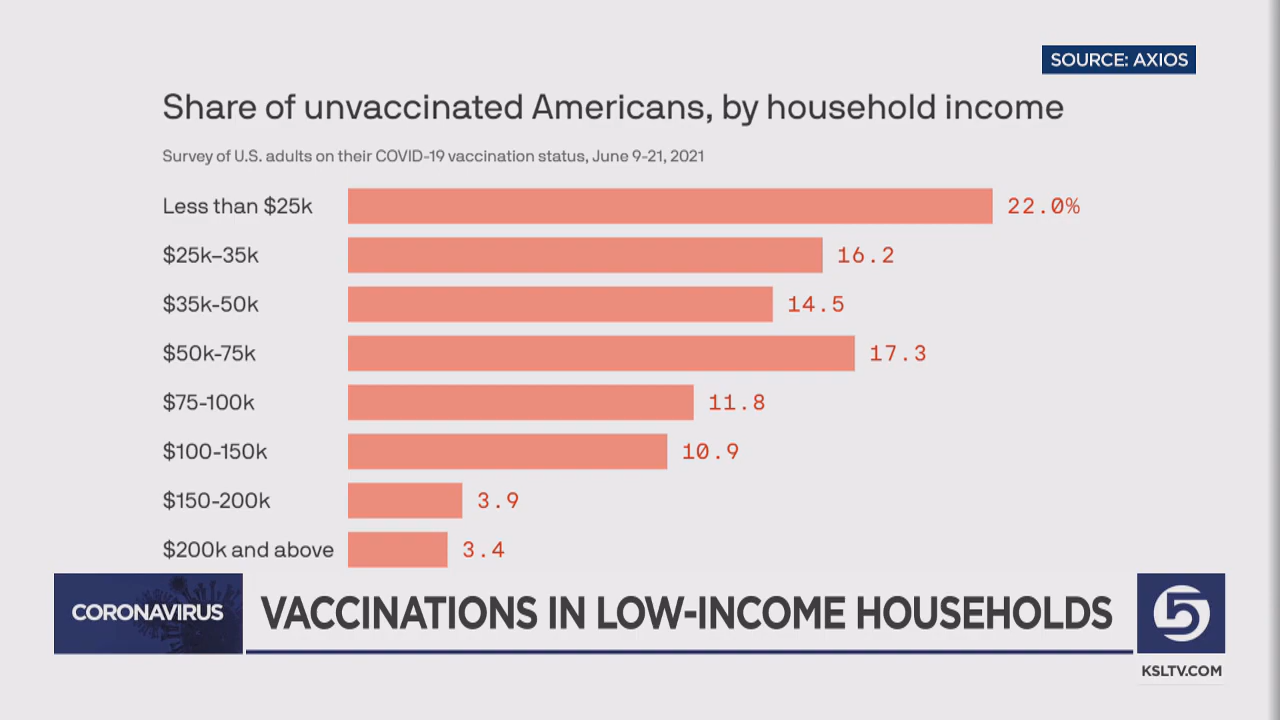 SOURCE: AXIOS
Share of unvaccinated Americans, by household income
Survey of U.S. adults on their COVID-19 vaccination status, June 9-21, 2021
Less than $25k 22.0%
$25k–35k 16.2
$35k-50k 14.5
$50k-75k 17.3
$75-100k 11.8
$100-150k 10.9
$150-200k 3.9
$200k and above 3.4
CORONAVIRUS VACCINATIONS IN LOW-INCOME HOUSEHOLDS 5
KSLTV.COM